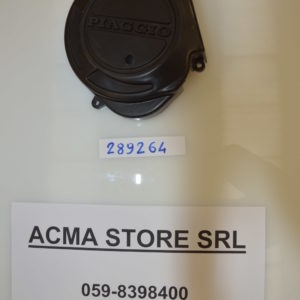 PIAGGIO
289264
ACMA STORE SRL
059-8398400